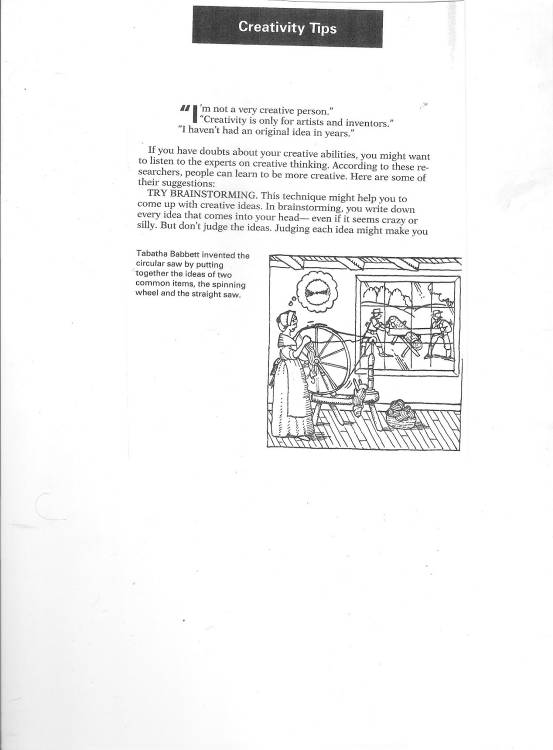 Creativity Tips
"I'm not a very creative person."
"Creativity is only for artists and inventors."
"I haven't had an original idea in years."
If you have doubts about your creative abilities, you might want
to listen to the experts on creative thinking. According to these re-
searchers, people can learn to be more creative. Here are some of
their suggestions:
TRY BRAINSTORMING. This technique might help you to
come up with creative ideas. In brainstorming, you write down
every idea that comes into your head—even if it seems crazy or
silly. But don't judge the ideas. Judging each idea might make you
Tabatha Babbett invented the
circular saw by putting
together the ideas of two
common items, the spinning
wheel and the straight saw.